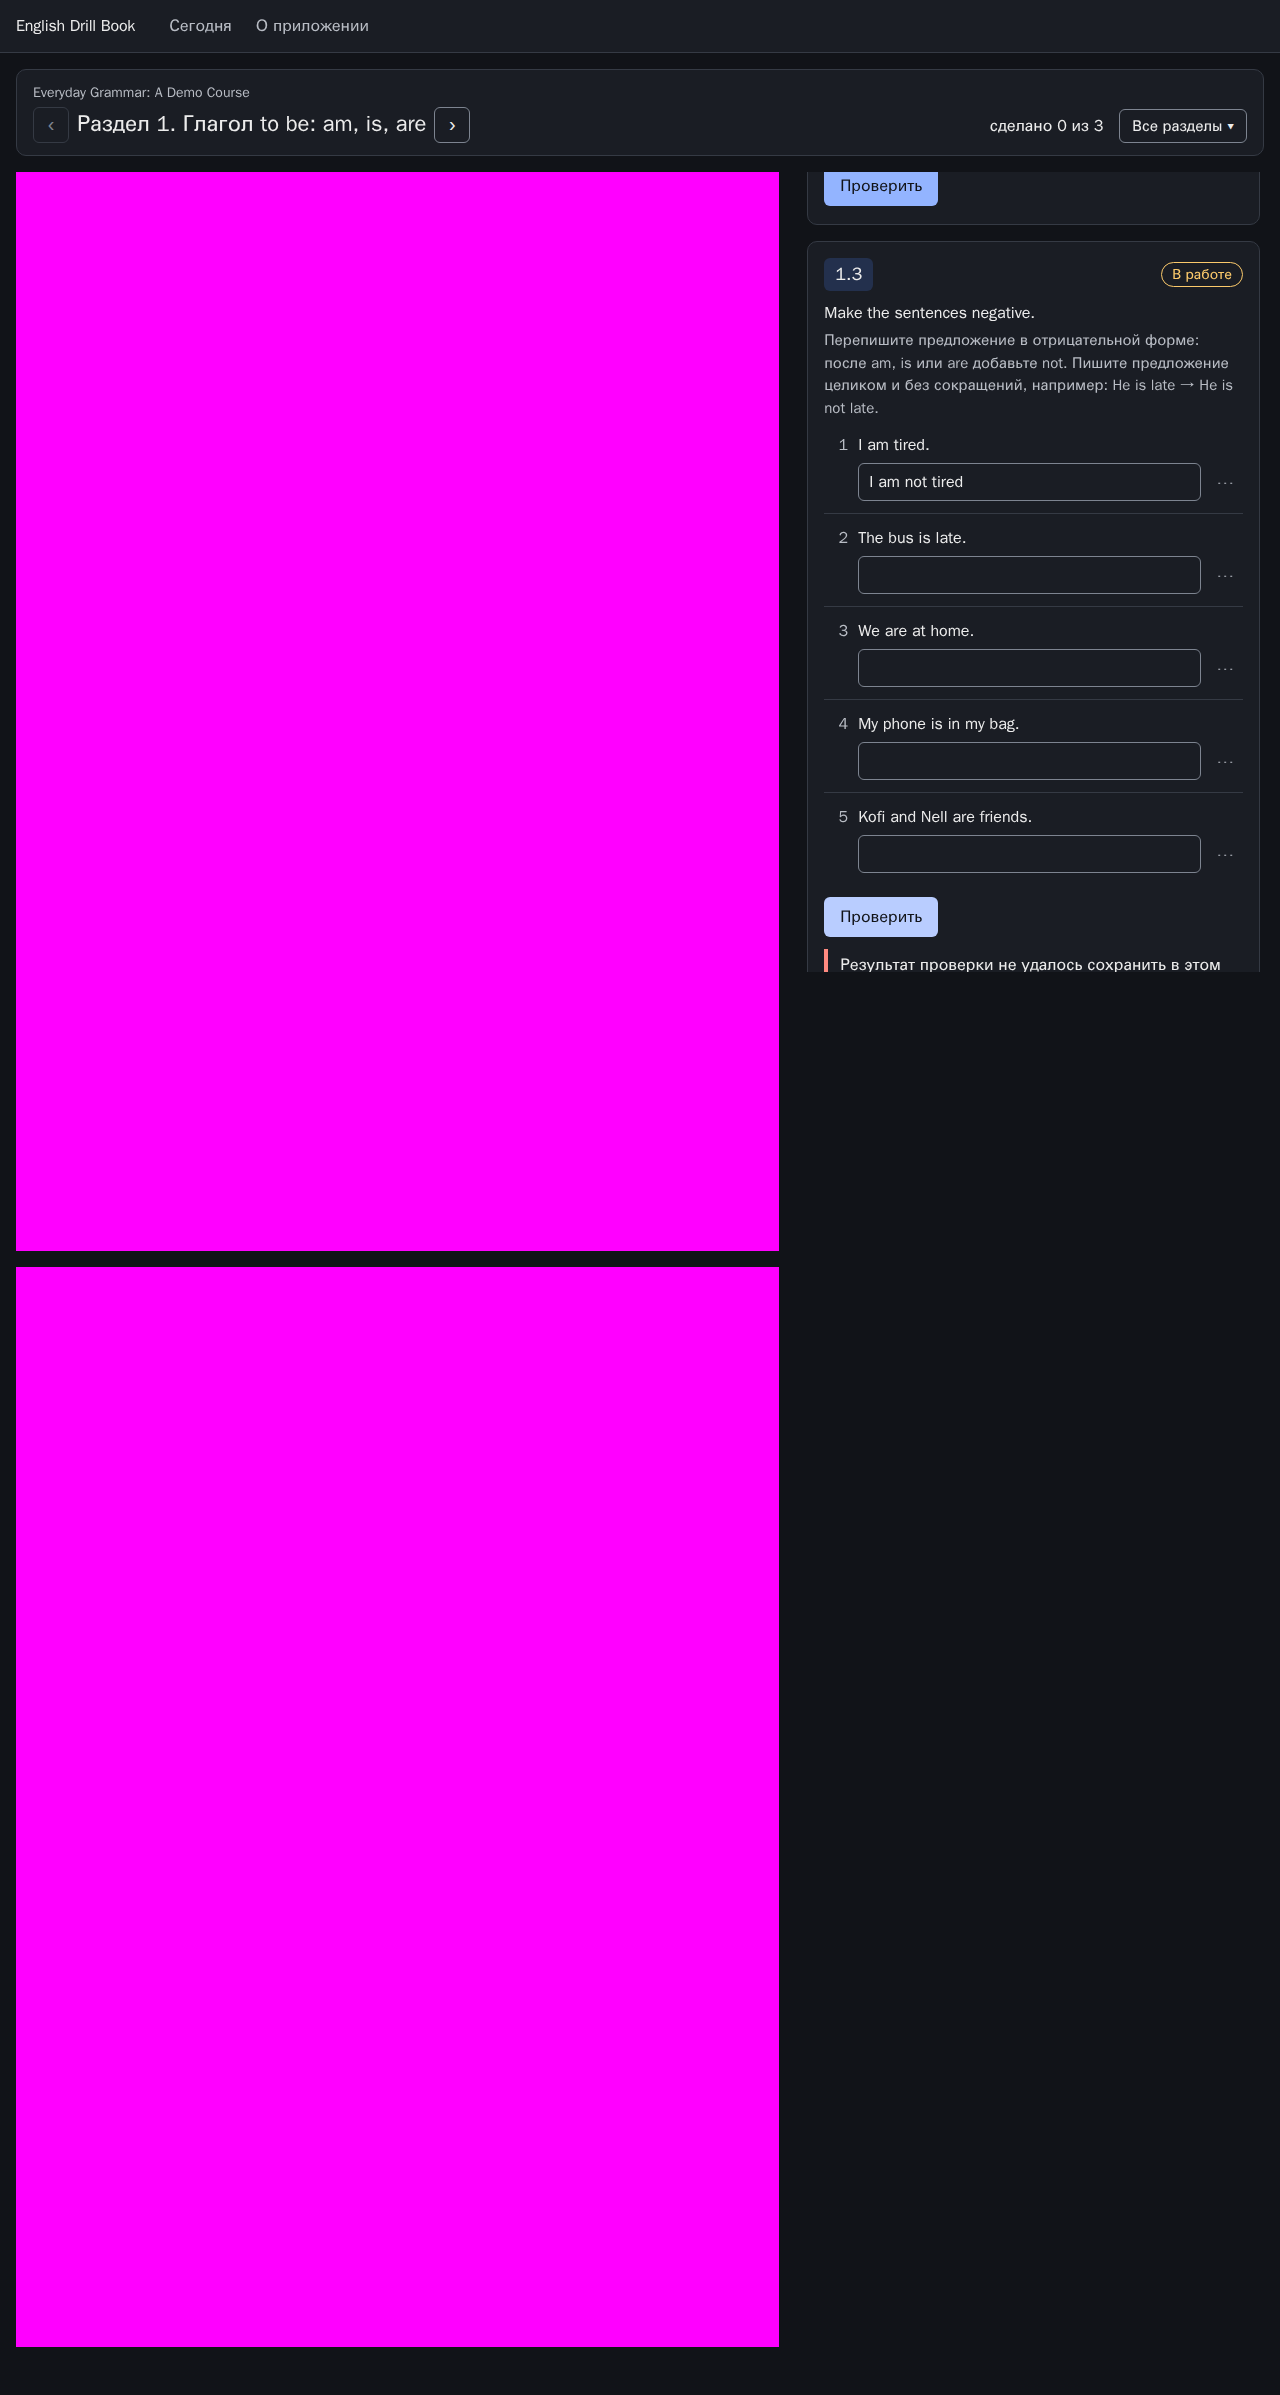 English Drill Book Сегодня О приложении
Everyday Grammar: A Demo Course
‹ Раздел 1. Глагол to be: am, is, are ›
сделано 0 из 3 Все разделы ▾
Проверить
1.3 В работе
Make the sentences negative.
Перепишите предложение в отрицательной форме:
после am, is или are добавьте not. Пишите предложение
целиком и без сокращений, например: He is late → He is
not late.
1 I am tired.
I am not tired ...
2 The bus is late.
...
3 We are at home.
...
4 My phone is in my bag.
...
5 Kofi and Nell are friends.
...
Проверить
Результат проверки не удалось сохранить в этом